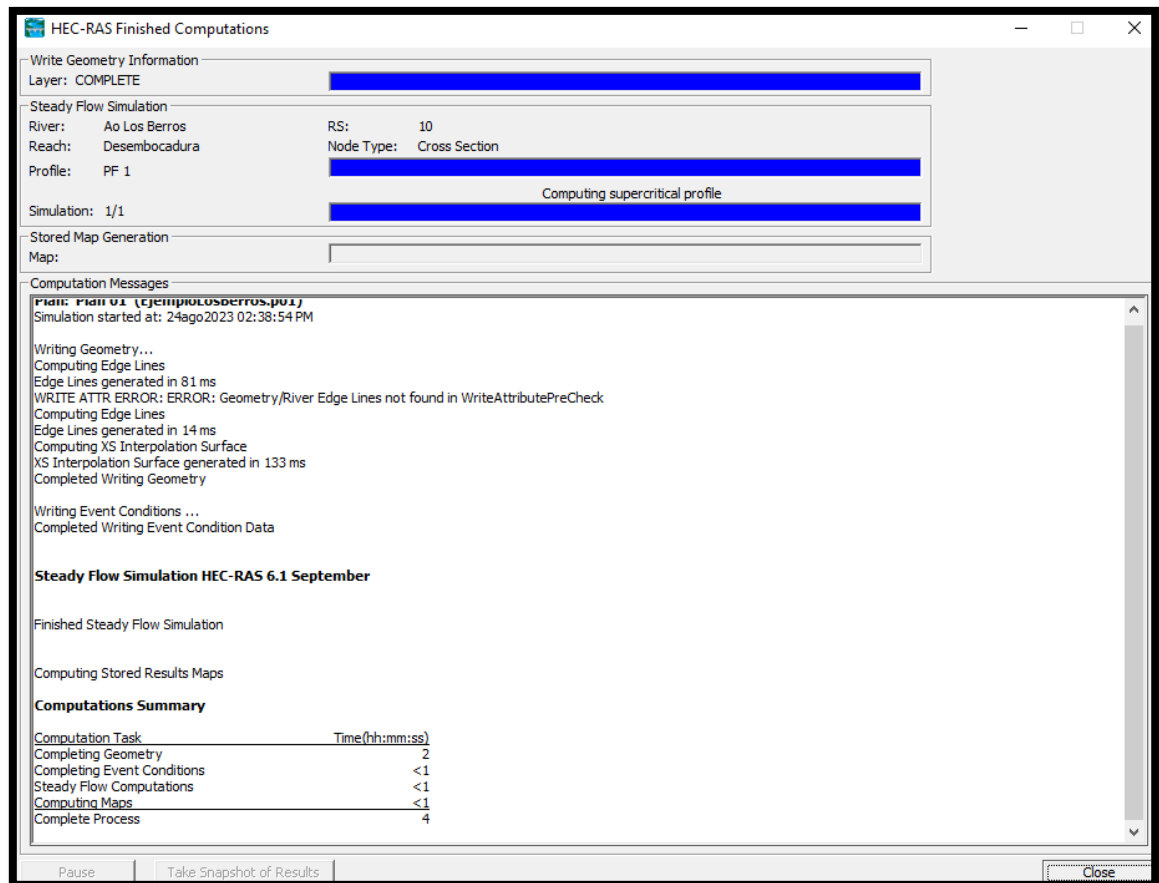 HEC-RAS Finished Computations
Write Geometry Information
Layer: COMPLETE
Steady Flow Simulation
River: Ao Los Berros RS: 10
Reach: Desembocadura Node Type: Cross Section
Profile: PF 1
Computing supercritical profile
Simulation: 1/1
Stored Map Generation
Map:
Computation Messages
Plan: Plan 01 (EjemploLosBerros.p01)
Simulation started at: 24ago2023 02:38:54 PM
Writing Geometry...
Computing Edge Lines
Edge Lines generated in 81 ms
WRITE ATTR ERROR: ERROR: Geometry/River Edge Lines not found in WriteAttributePreCheck
Computing Edge Lines
Edge Lines generated in 14 ms
Computing XS Interpolation Surface
XS Interpolation Surface generated in 133 ms
Completed Writing Geometry
Writing Event Conditions ...
Completed Writing Event Condition Data
Steady Flow Simulation HEC-RAS 6.1 September
Finished Steady Flow Simulation
Computing Stored Results Maps
Computations Summary
Computation Task Time(hh:mm:ss)
Completing Geometry 2
Completing Event Conditions <1
Steady Flow Computations <1
Computing Maps <1
Complete Process 4
Pause Take Snapshot of Results Close